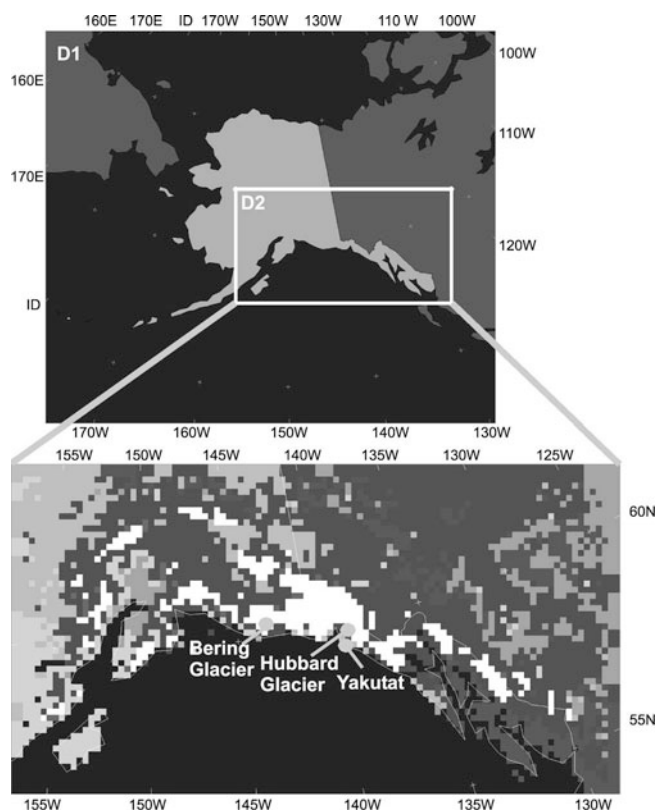 160E 170E ID 170W 150W 130W 110 W 100W
D1
100W
160E
110W
170E
D2
120W
ID
170W 160W 150W 140W 130W
155W 150W 145W 140W 135W 130W 125W
60N
Bering
Glacier
Hubbard
Glacier
Yakutat
55N
155W 150W 145W 140W 135W 130W